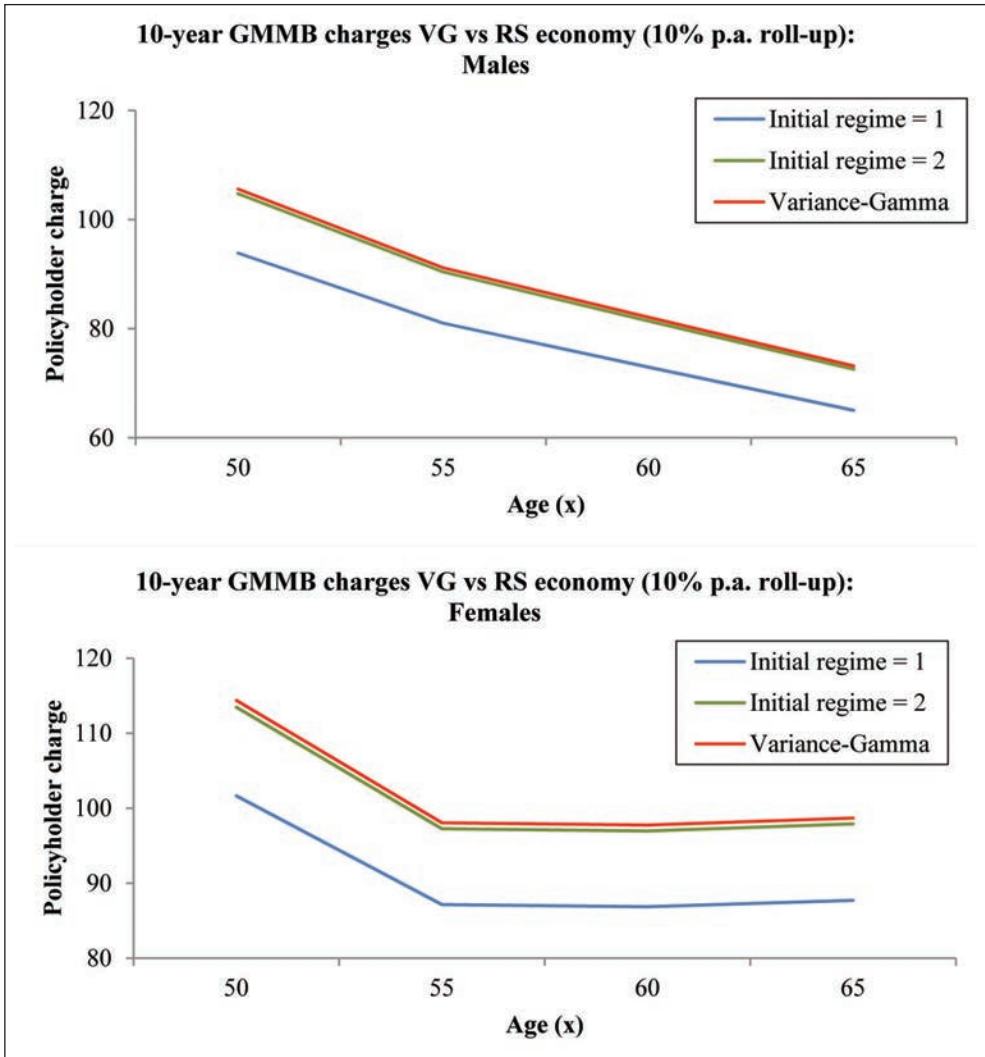 10-year GMMB charges VG vs RS economy (10% p.a. roll-up):
Males
120
100
80
60
Policyholder charge
Initial regime = 1
Initial regime = 2
Variance-Gamma
50 55 60 65
Age (x)
10-year GMMB charges VG vs RS economy (10% p.a. roll-up):
Females
120
110
100
90
80
Policyholder charge
Initial regime = 1
Initial regime = 2
Variance-Gamma
50 55 60 65
Age (x)